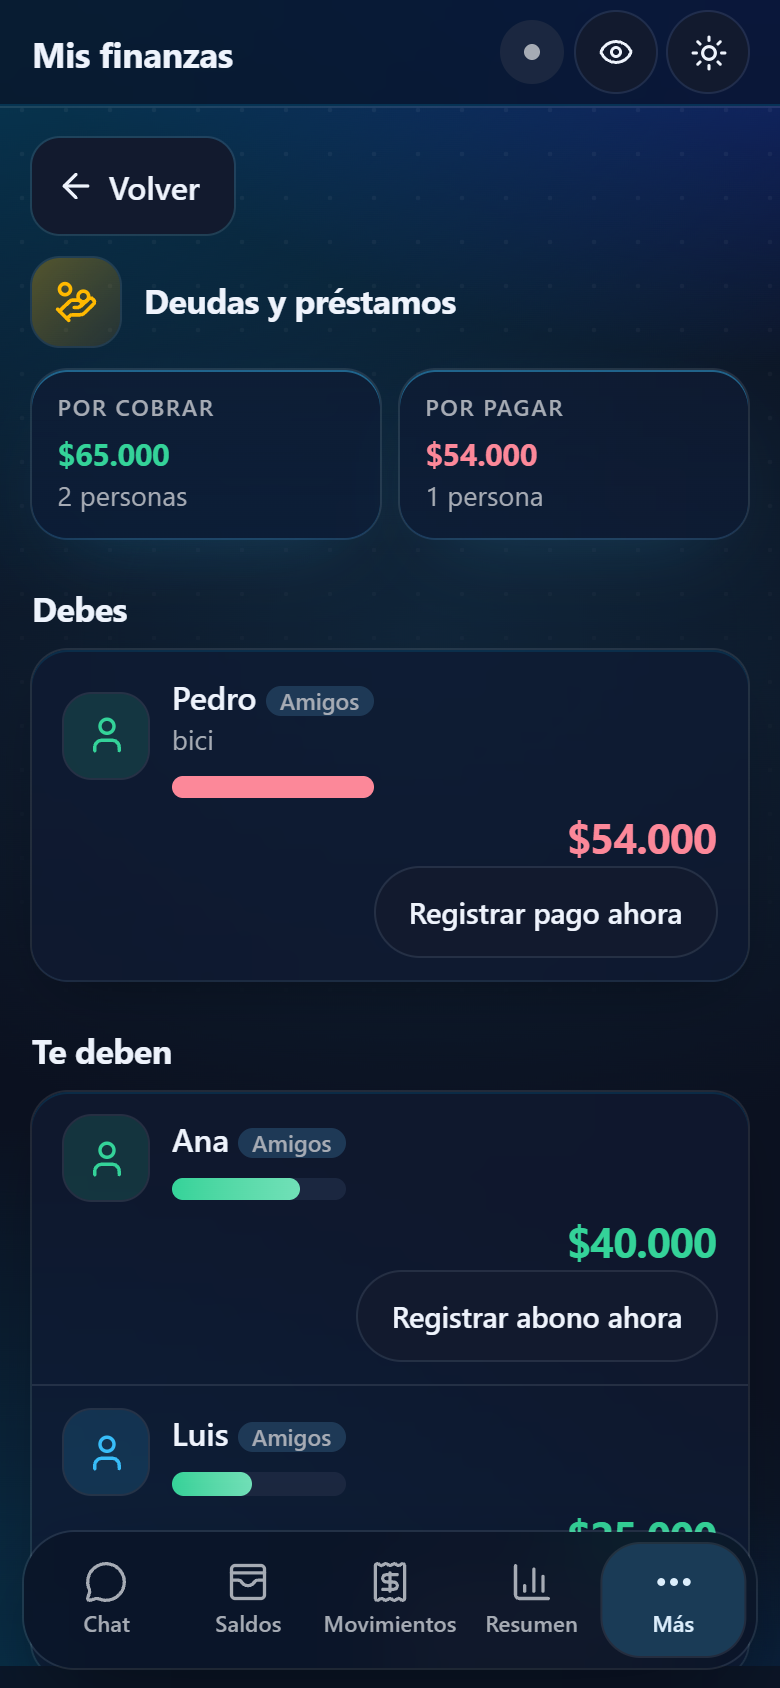 Mis finanzas
Volver
Deudas y préstamos
POR COBRAR
$65.000
2 personas
POR PAGAR
$54.000
1 persona
Debes
Pedro Amigos
bici
$54.000
Registrar pago ahora
Te deben
Ana Amigos
$40.000
Registrar abono ahora
Luis Amigos
Chat
Saldos
Movimientos
Resumen
Más